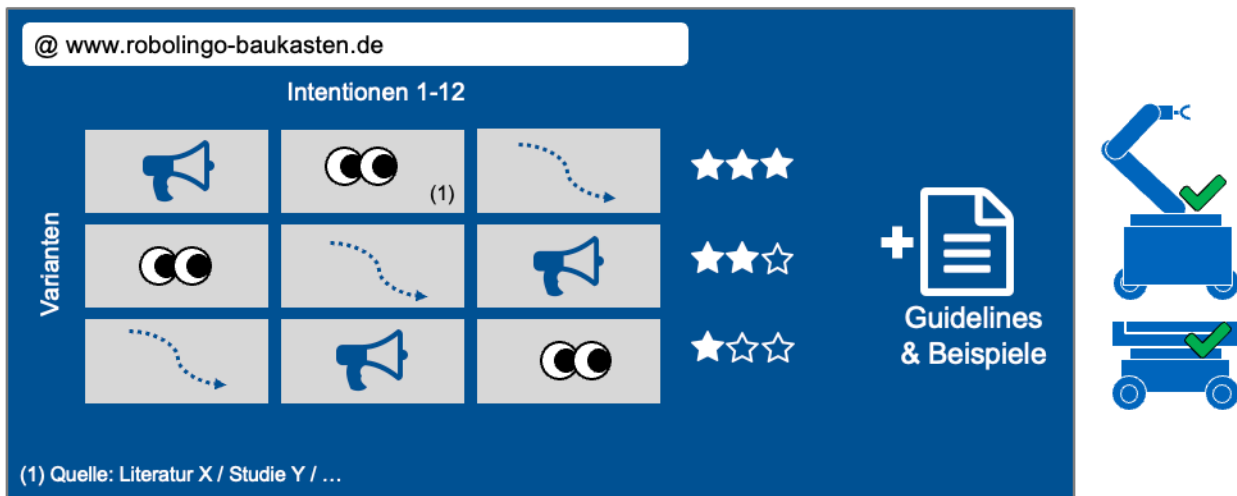 @ www.robolingo-baukasten.de
Intentionen 1-12
Varianten
(1)
Guidelines
& Beispiele
(1) Quelle: Literatur X / Studie Y / …